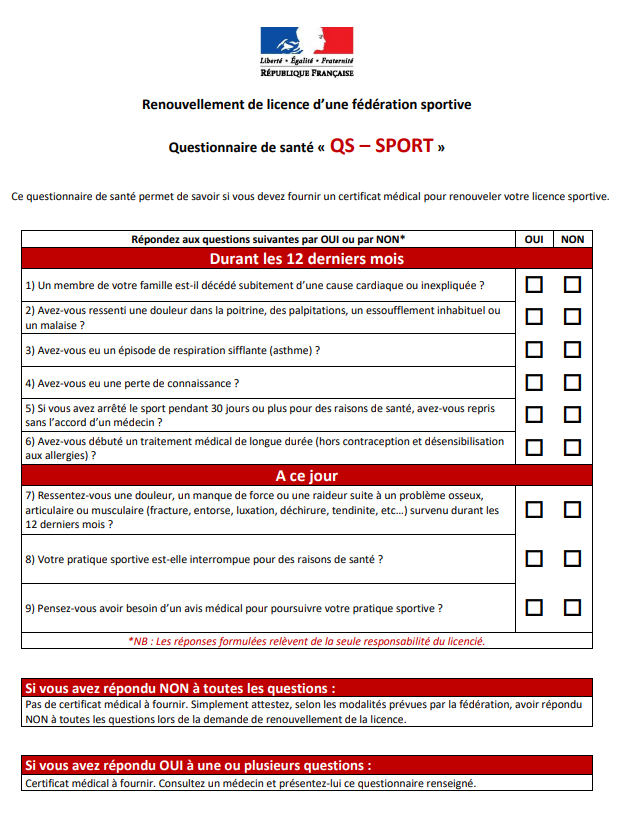 Liberté • Égalité • Fraternité
RÉPUBLIQUE FRANÇAISE
Renouvellement de licence d’une fédération sportive
Questionnaire de santé « QS – SPORT »
Ce questionnaire de santé permet de savoir si vous devez fournir un certificat médical pour renouveler votre licence sportive.
Répondez aux questions suivantes par OUI ou par NON* OUI NON
Durant les 12 derniers mois
1) Un membre de votre famille est-il décédé subitement d’une cause cardiaque ou inexpliquée ?
2) Avez-vous ressenti une douleur dans la poitrine, des palpitations, un essoufflement inhabituel ou
un malaise ?
3) Avez-vous eu un épisode de respiration sifflante (asthme) ?
4) Avez-vous eu une perte de connaissance ?
5) Si vous avez arrêté le sport pendant 30 jours ou plus pour des raisons de santé, avez-vous repris
sans l’accord d’un médecin ?
6) Avez-vous débuté un traitement médical de longue durée (hors contraception et désensibilisation
aux allergies) ?
A ce jour
7) Ressentez-vous une douleur, un manque de force ou une raideur suite à un problème osseux,
articulaire ou musculaire (fracture, entorse, luxation, déchirure, tendinite, etc…) survenu durant les
12 derniers mois ?
8) Votre pratique sportive est-elle interrompue pour des raisons de santé ?
9) Pensez-vous avoir besoin d’un avis médical pour poursuivre votre pratique sportive ?
*NB : Les réponses formulées relèvent de la seule responsabilité du licencié.
Si vous avez répondu NON à toutes les questions :
Pas de certificat médical à fournir. Simplement attestez, selon les modalités prévues par la fédération, avoir répondu
NON à toutes les questions lors de la demande de renouvellement de la licence.
Si vous avez répondu OUI à une ou plusieurs questions :
Certificat médical à fournir. Consultez un médecin et présentez-lui ce questionnaire renseigné.